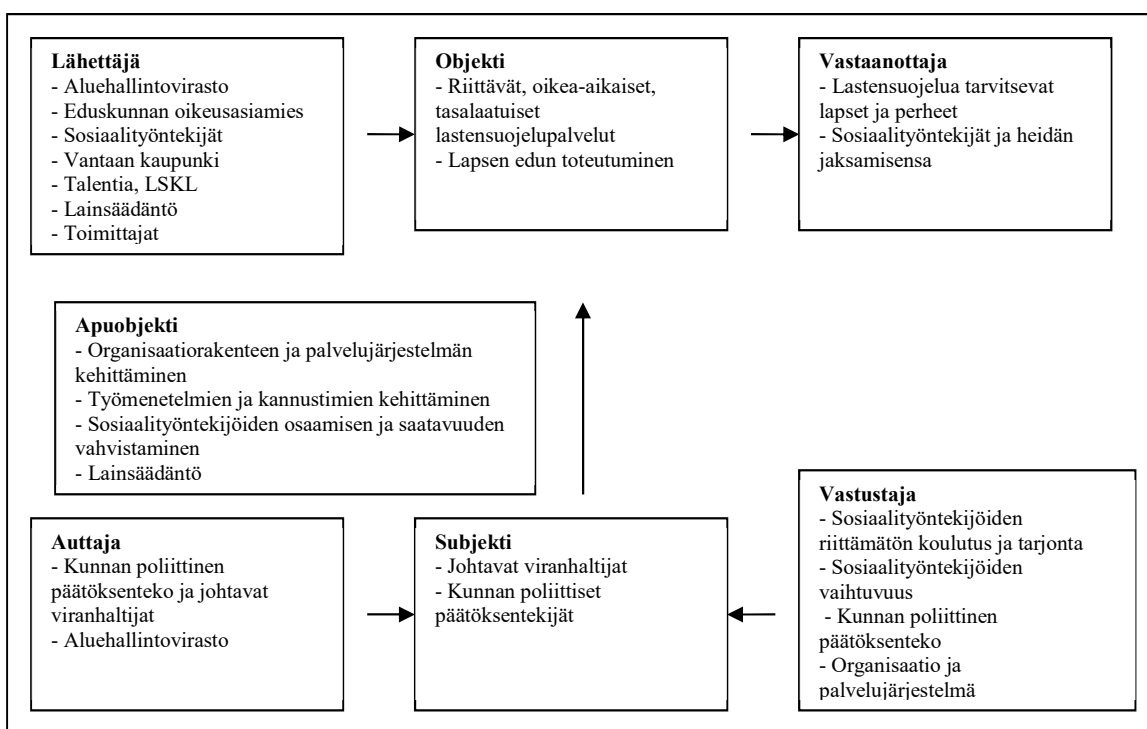 Lähettäjä
- Aluehallintovirasto
- Eduskunnan oikeusasiamies
- Sosiaalityöntekijät
- Vantaan kaupunki
- Talentia, LSKL
- Lainsäädäntö
- Toimittajat
Objekti
- Riittävät, oikea-aikaiset,
tasalaatuiset
lastensuojelupalvelut
- Lapsen edun toteutuminen
Vastaanottaja
- Lastensuojelua tarvitsevat
lapset ja perheet
- Sosiaalityöntekijät ja heidän
jaksamisensa
Apuobjekti
- Organisaatiorakenteen ja palvelujärjestelmän
kehittäminen
- Työmenetelmien ja kannustimien kehittäminen
- Sosiaalityöntekijöiden osaamisen ja saatavuuden
vahvistaminen
- Lainsäädäntö
Auttaja
- Kunnan poliittinen
päätöksenteko ja johtavat
viranhaltijat
- Aluehallintovirasto
Subjekti
- Johtavat viranhaltijat
- Kunnan poliittiset
päätöksentekijät
Vastustaja
- Sosiaalityöntekijöiden
riittämätön koulutus ja tarjonta
- Sosiaalityöntekijöiden
vaihtuvuus
- Kunnan poliittinen
päätöksenteko
- Organisaatio ja
palvelujärjestelmä